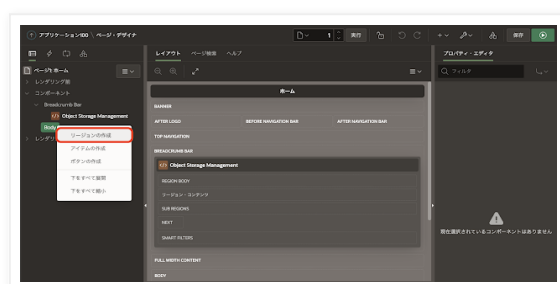 アプリケーション100 \ ページ・デザイナ
1
実行
保存
レイアウト ページ検索 ヘルプ
プロパティ・エディタ
ページ1: ホーム
フィルタ
レンダリング前
コンポーネント
Breadcrumb Bar
Object Storage Management
Body
リージョンの作成
アイテムの作成
ボタンの作成
下をすべて展開
下をすべて縮小
ホーム
BANNER
AFTER LOGO
BEFORE NAVIGATION BAR
AFTER NAVIGATION BAR
TOP NAVIGATION
BREADCRUMB BAR
Object Storage Management
REGION BODY
リージョン・コンテンツ
SUB REGIONS
NEXT
SMART FILTERS
FULL WIDTH CONTENT
BODY
現在選択されているコンポーネントはありません